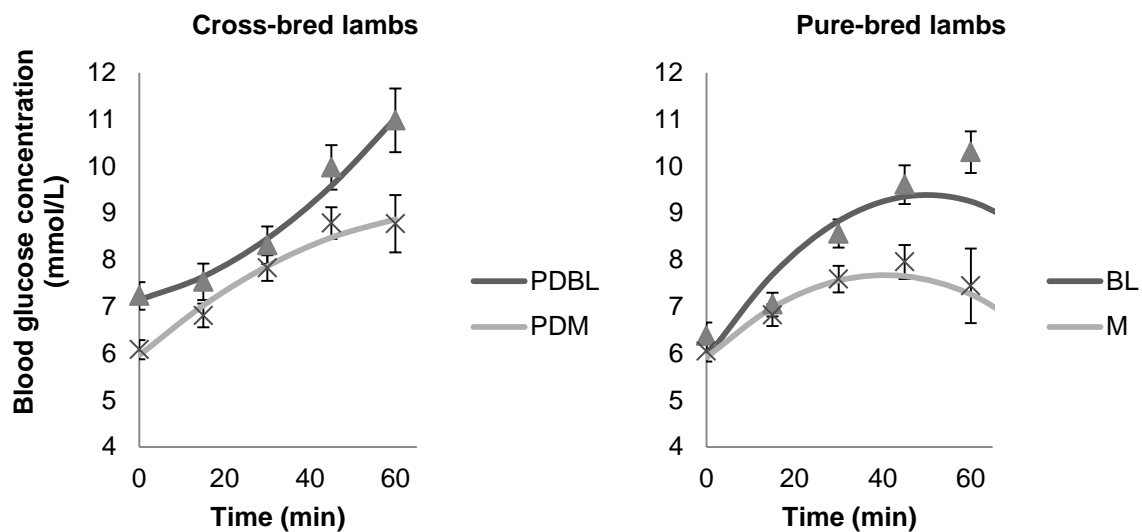 Cross-bred lambs
Blood glucose concentration
(mmol/L)
12
11
10
9
8
7
6
5
4
0
20
40
60
Time (min)
PDBL
PDM
Pure-bred lambs
12
11
10
9
8
7
6
5
4
0
20
40
60
Time (min)
BL
M